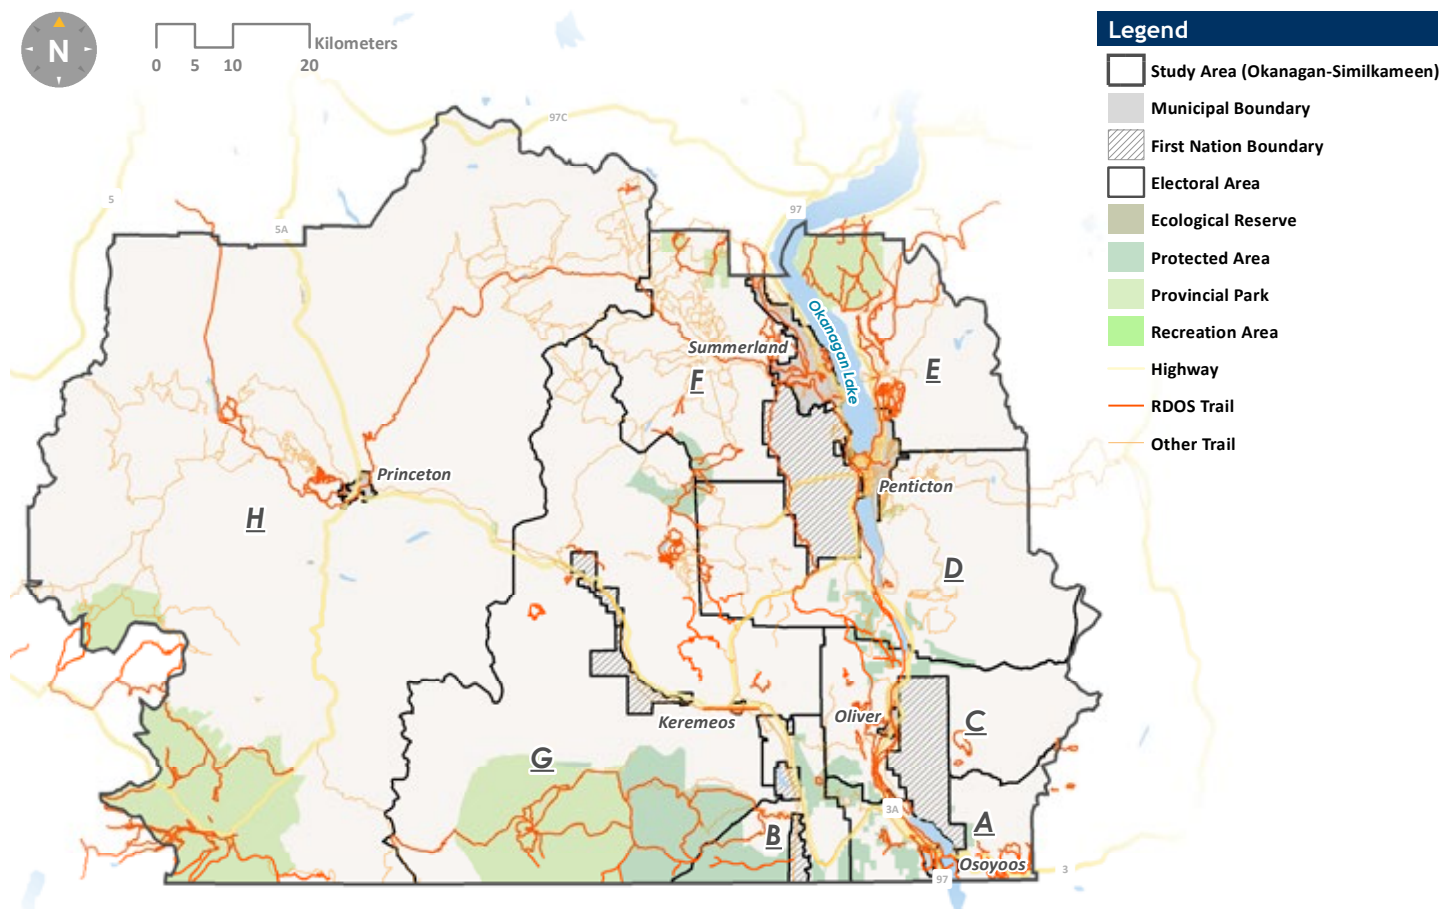 N
Kilometers
0 5 10 20
Legend
Study Area (Okanagan-Similkameen)
Municipal Boundary
First Nation Boundary
Electoral Area
Ecological Reserve
Protected Area
Provincial Park
Recreation Area
Highway
RDOS Trail
Other Trail
97C
5
97
5A
Okanagan Lake
Summerland
F
E
Princeton
Penticton
H
D
Keremeos
Oliver
C
G
3A
B
A
Osoyoos
3
97